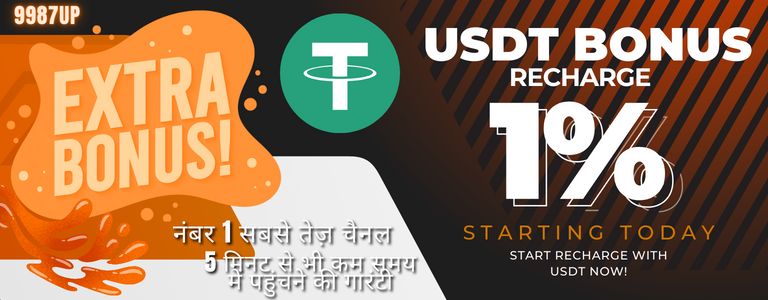 9987UP
EXTRA
BONUS!
T
USDT BONUS
RECHARGE
1%
STARTING TODAY
START RECHARGE WITH
USDT NOW!
नंबर 1 सबसे तेज़ चैनल
5 मिनट से भी कम समय
में पहुंचने की गारंटी